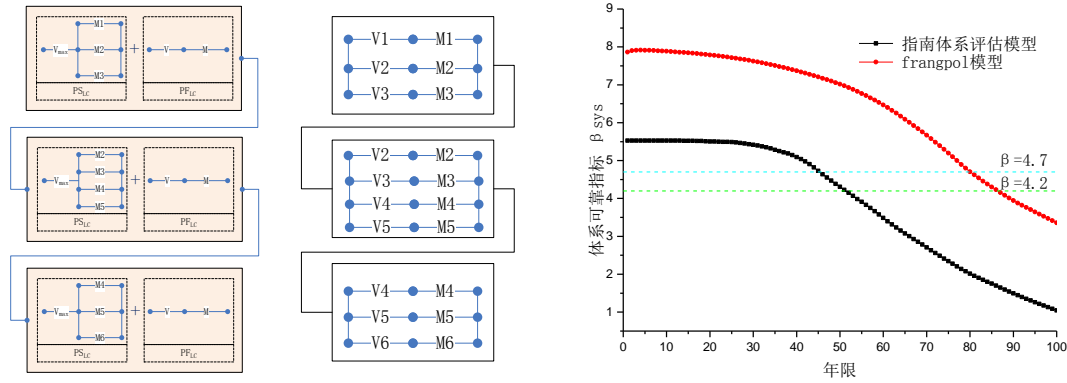 M1
V_max M2 + V M
M3
PS_LC PF_LC
M2
M3
V_max M4 + V M
M5
PS_LC PF_LC
M4
V_max M5 + V M
M6
PS_LC PF_LC
V1 M1
V2 M2
V3 M3
V2 M2
V3 M3
V4 M4
V5 M5
V4 M4
V5 M5
V6 M6
体系可靠指标 β sys
9
8
7
6
5
4
3
2
1
指南体系评估模型
frangpol模型
β=4.7
β=4.2
0 10 20 30 40 50 60 70 80 90 100
年限